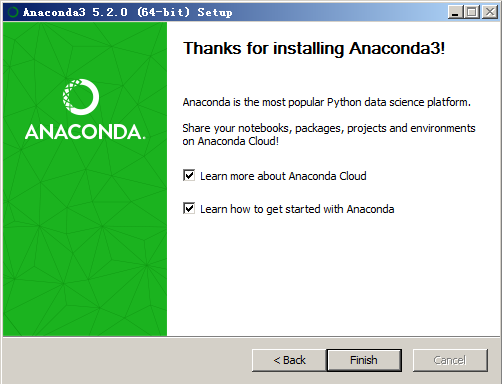 Anaconda3 5.2.0 (64-bit) Setup
Thanks for installing Anaconda3!
Anaconda is the most popular Python data science platform.
Share your notebooks, packages, projects and environments
on Anaconda Cloud!
ANACONDA.
Learn more about Anaconda Cloud
Learn how to get started with Anaconda
< Back
Finish
Cancel